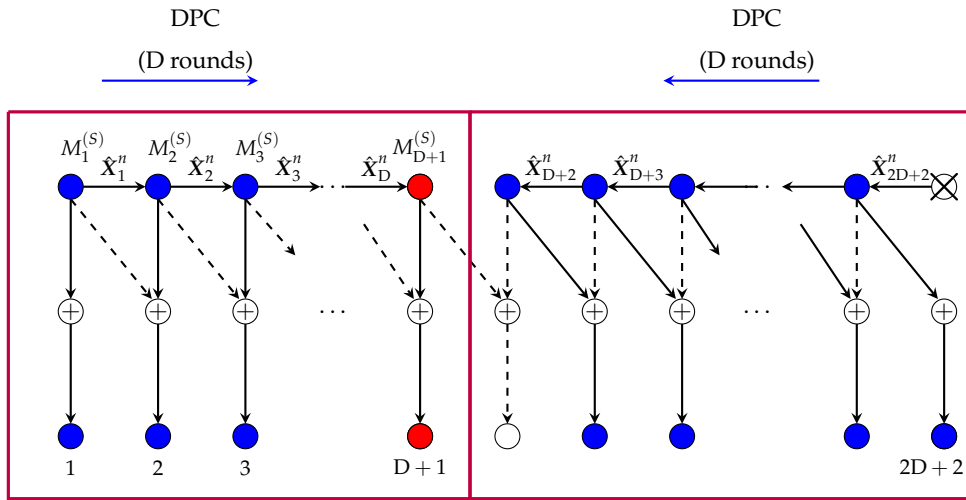 DPC DPC
(D rounds) (D rounds)
M_1^{(S)} M_2^{(S)} M_3^{(S)} M_{D+1}^{(S)}
X̂_1^n X̂_2^n X̂_3^n ... X̂_D^n X̂_{D+2}^n X̂_{D+3}^n ... X̂_{2D+2}^n
+ + + ... + + + + ... + +
1 2 3 D + 1 2D + 2